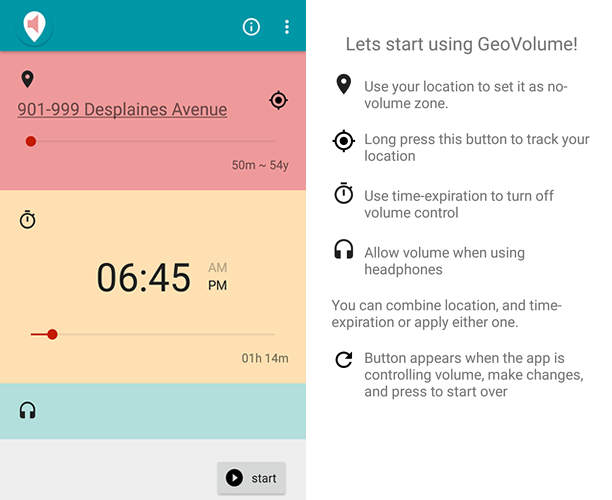 901-999 Desplaines Avenue
50m ~ 54y
06:45
AM
PM
01h 14m
start
Lets start using GeoVolume!
Use your location to set it as no-
volume zone.
Long press this button to track your
location
Use time-expiration to turn off
volume control
Allow volume when using
headphones
You can combine location, and time-
expiration or apply either one.
Button appears when the app is
controlling volume, make changes,
and press to start over